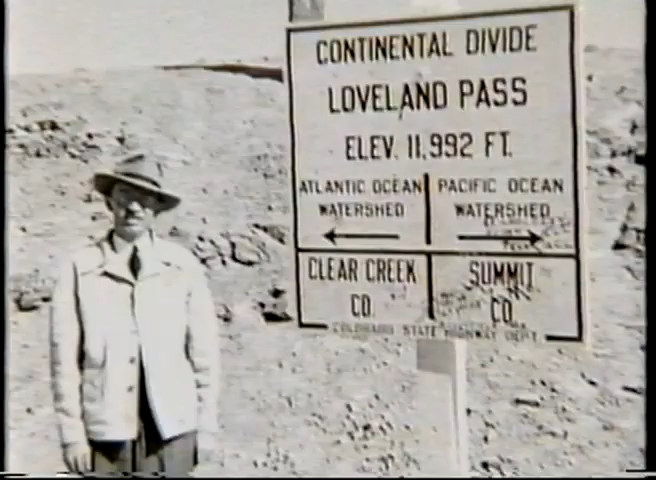 CONTINENTAL DIVIDE
LOVELAND PASS
ELEV. 11,992 FT.
ATLANTIC OCEAN PACIFIC OCEAN
WATERSHED WATERSHED
CLEAR CREEK SUMMIT
CO. CO.
COLORADO STATE HIGHWAY DEPT.